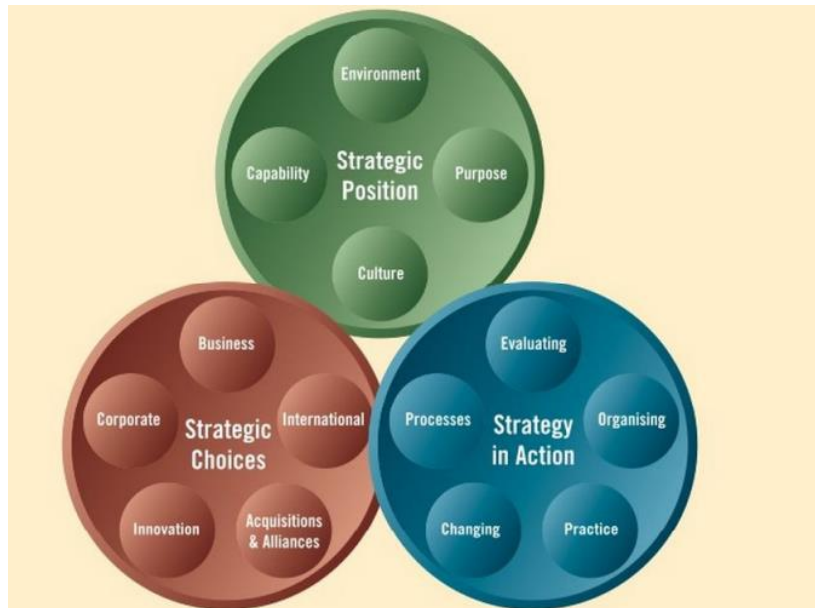 Environment
Capability
Strategic
Position
Purpose
Culture
Business
Corporate
Strategic
Choices
International
Innovation
Acquisitions
& Alliances
Evaluating
Processes
Strategy
in Action
Organising
Changing
Practice